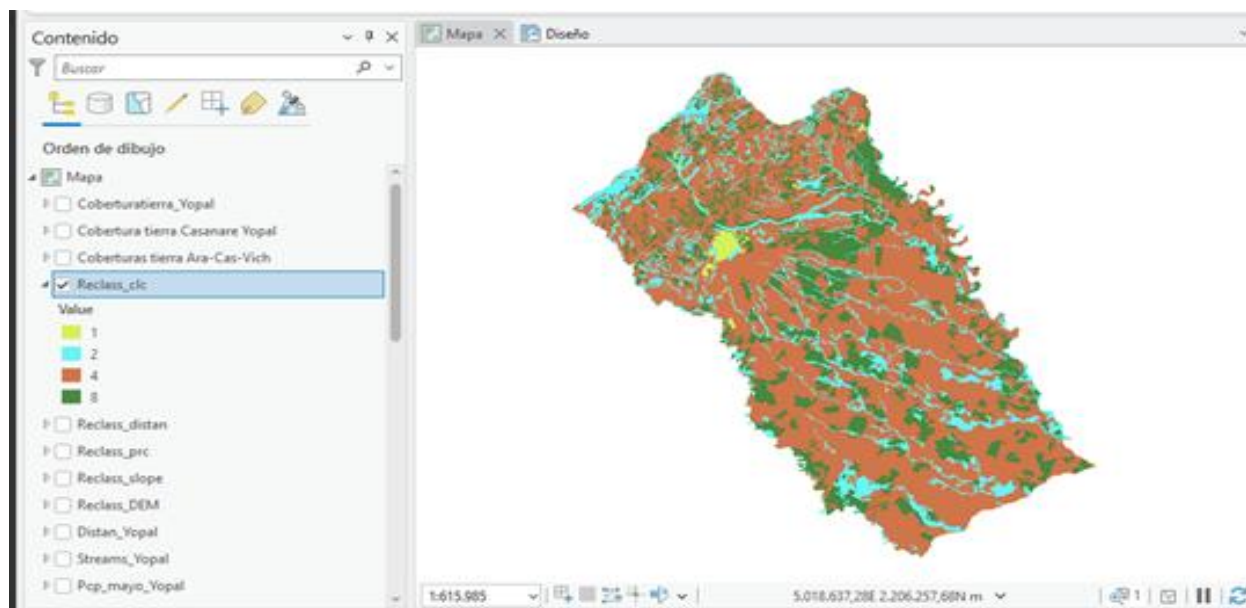 Contenido
Buscar
Orden de dibujo
Mapa
Coberturatierra_Yopal
Cobertura tierra Casanare Yopal
Coberturas tierra Ara-Cas-Vich
Reclass_clc
Value
1
2
4
8
Reclass_distan
Reclass_prc
Reclass_slope
Reclass_DEM
Distan_Yopal
Streams_Yopal
Pcp_mayo_Yopal
Mapa Diseño
1:615.985 5.018.637,28E 2.206.257,68N m 1